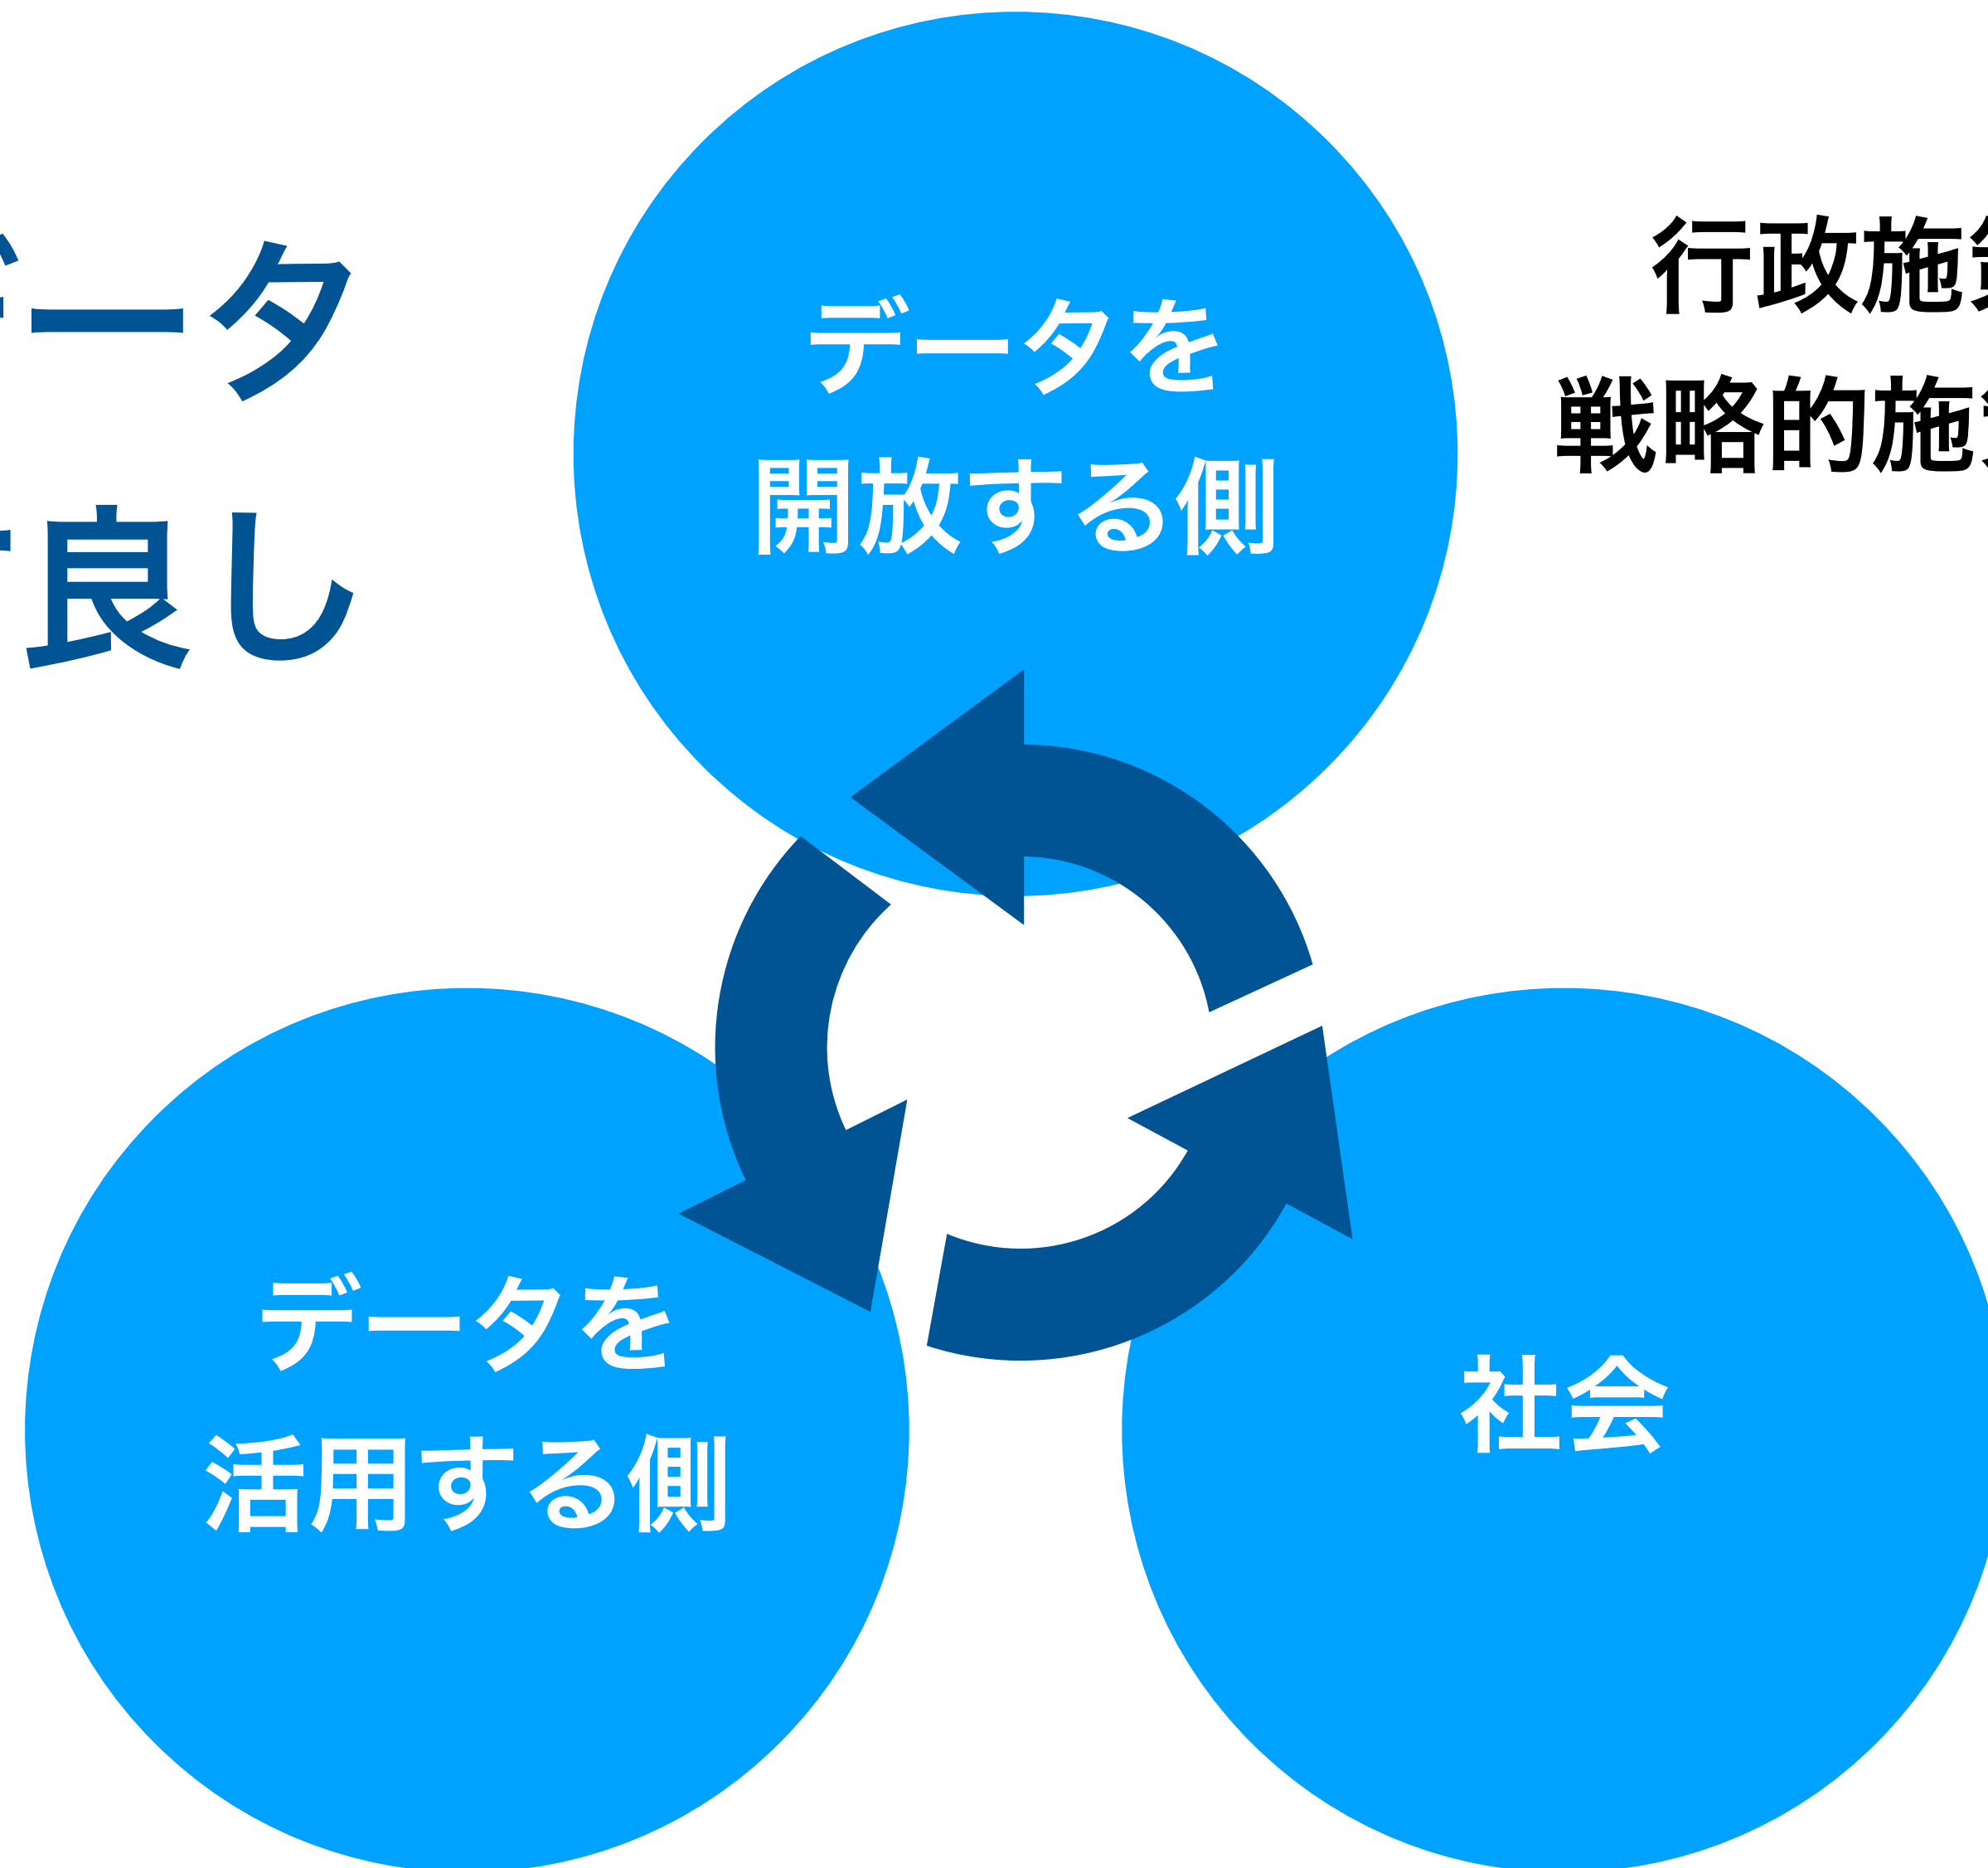 ータ
良し
データを
開放する側
行政施
戦略的施
データを
活用する側
社会